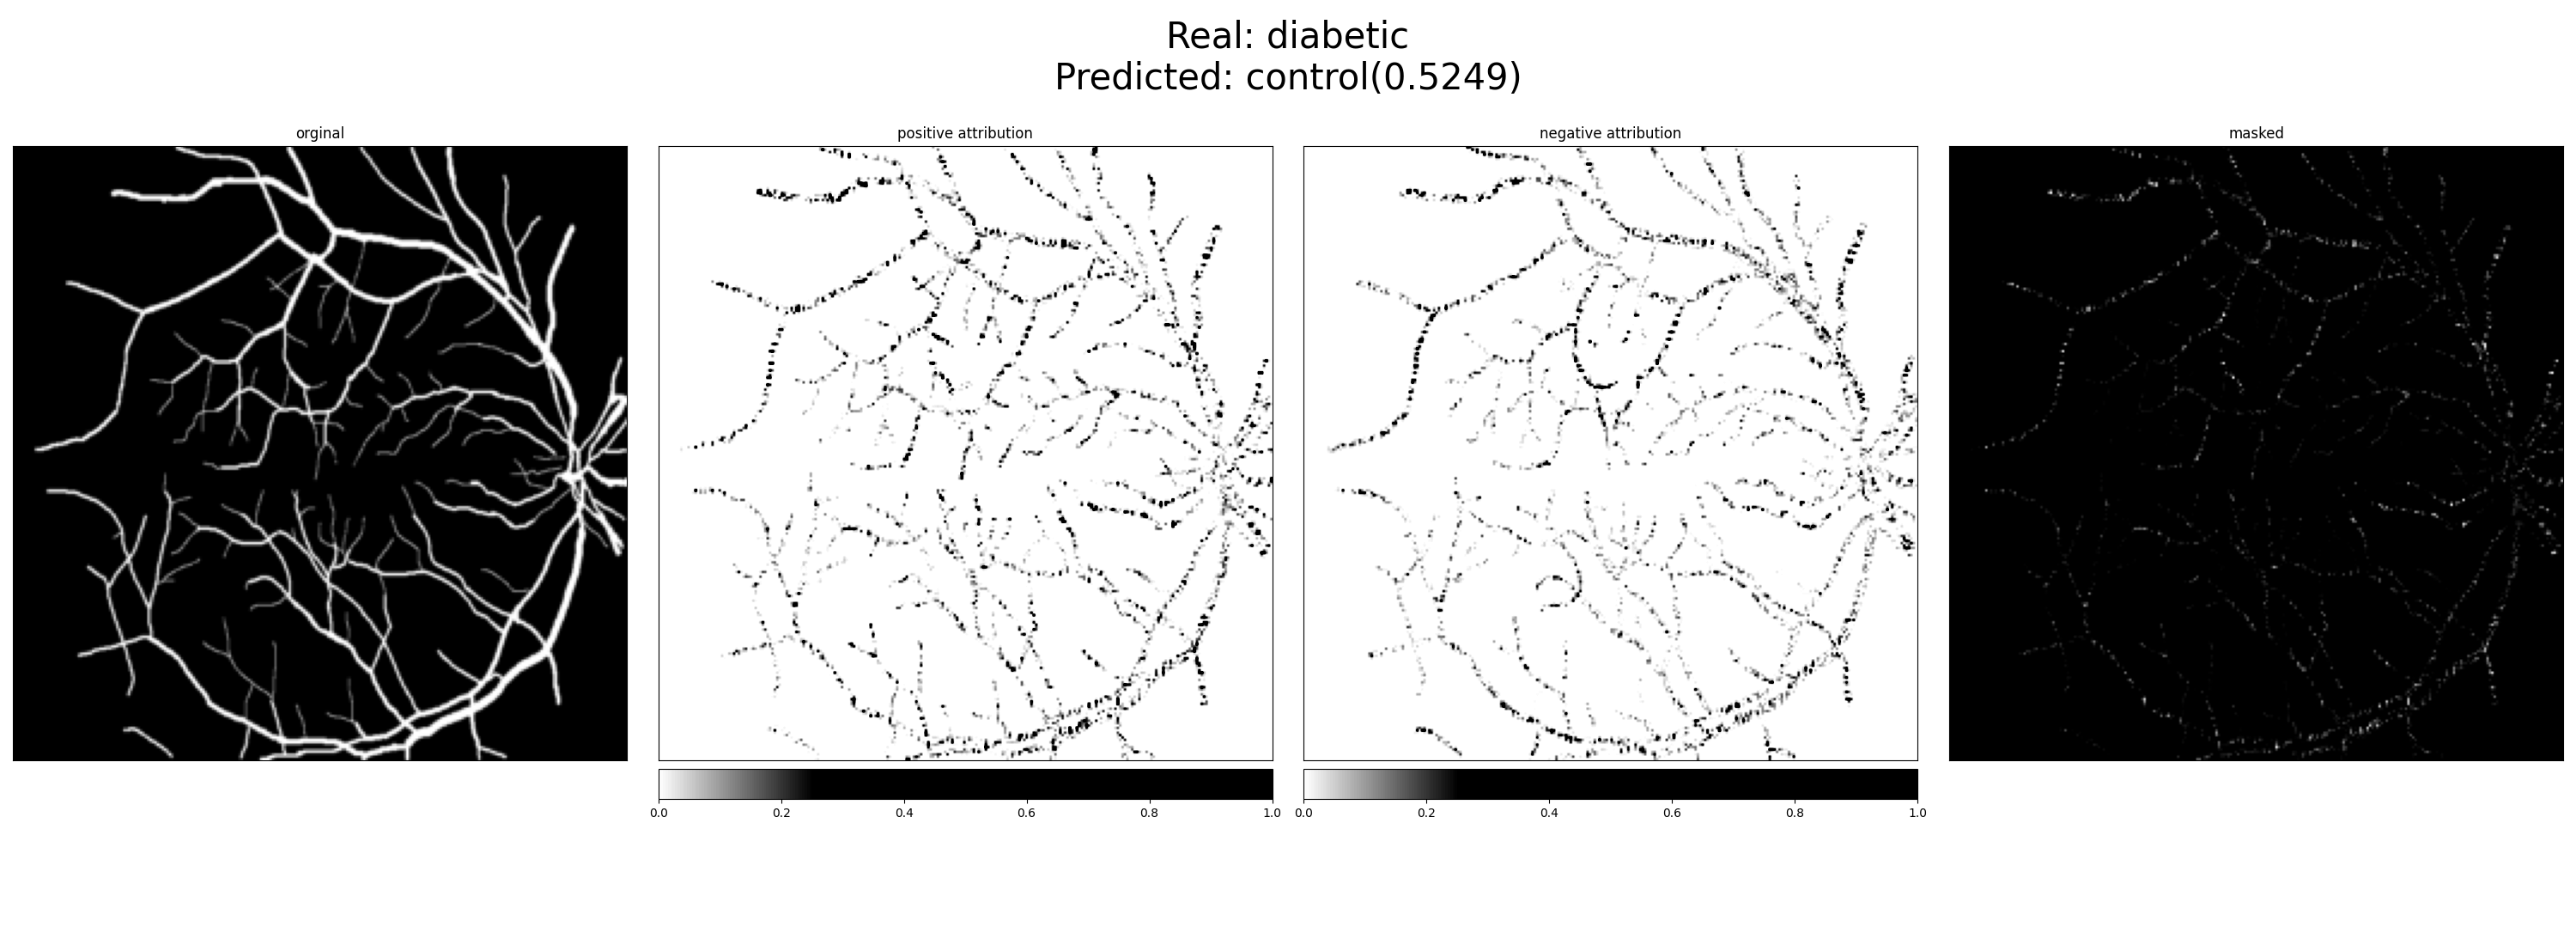 Real: diabetic
Predicted: control(0.5249)
orginal
positive attribution
negative attribution
masked
0.0 0.2 0.4 0.6 0.8 1.0
0.0 0.2 0.4 0.6 0.8 1.0